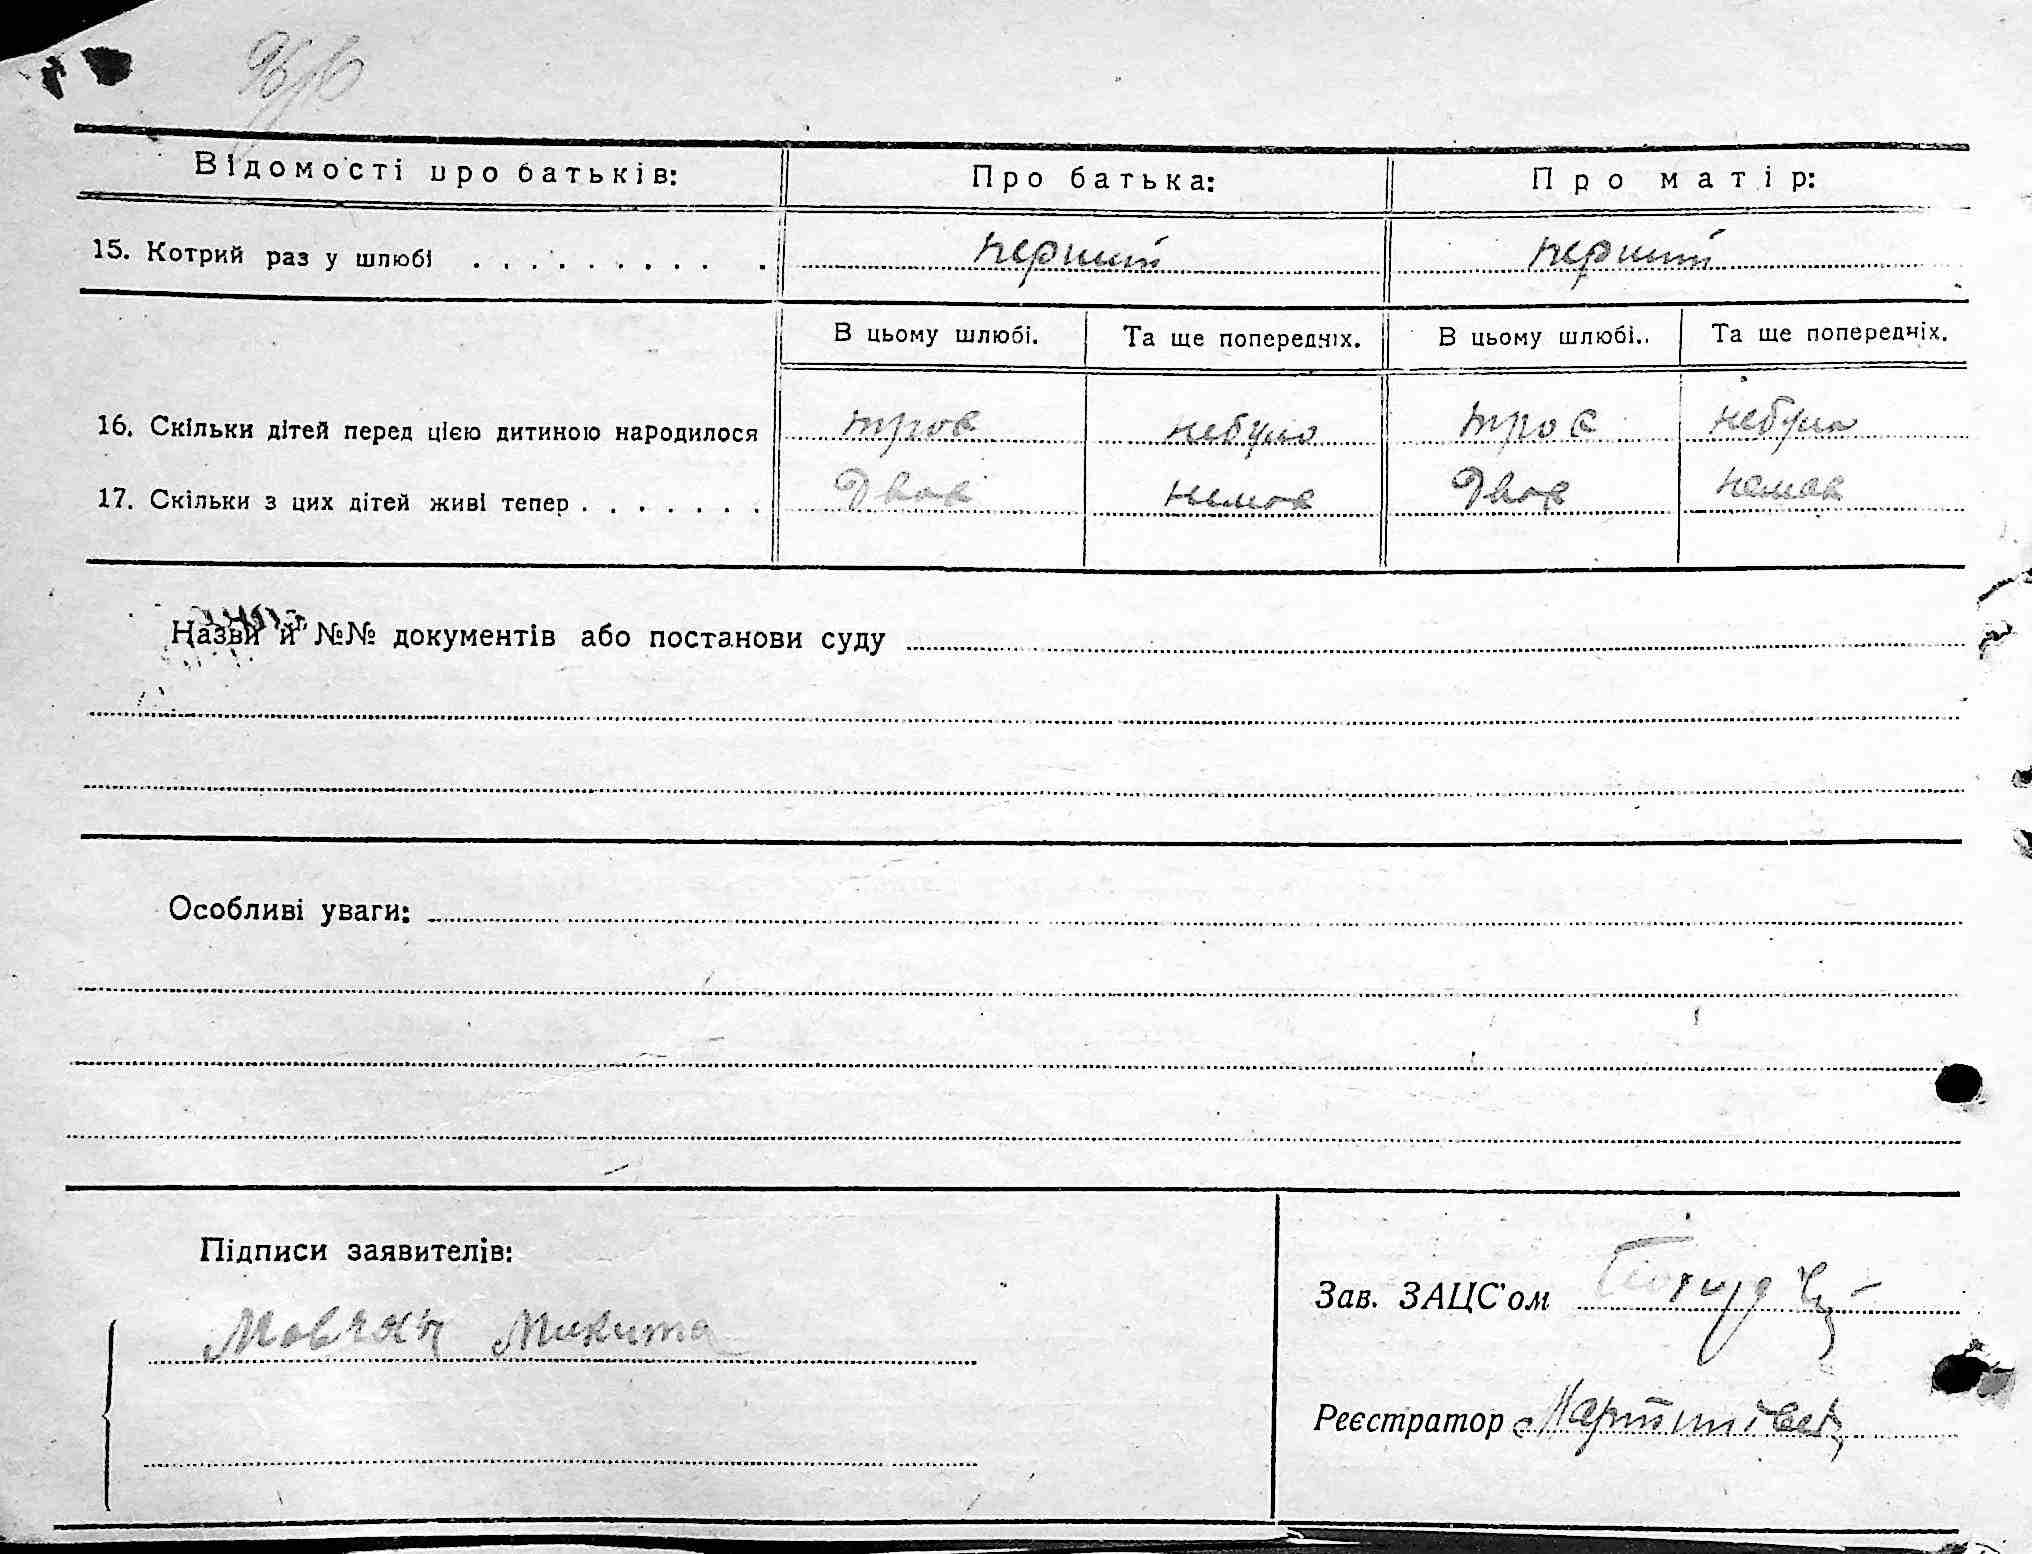 Відомості про батьків: Про батька: Про матір:
15. Котрий раз у шлюбі . . . . . . . . . . перший перший
В цьому шлюбі. Та ще попередніх. В цьому шлюбі. Та ще попередніх.
16. Скільки дітей перед цією дитиною народилося троє небуло троє небуло
17. Скільки з цих дітей живі тепер . . . . . . . Двоє немає Двоє немає
Назви й №№ документів або постанови суду
Особливі уваги:
Підписи заявителів:
Зав. ЗАЦС'ом
Микита
Реєстратор